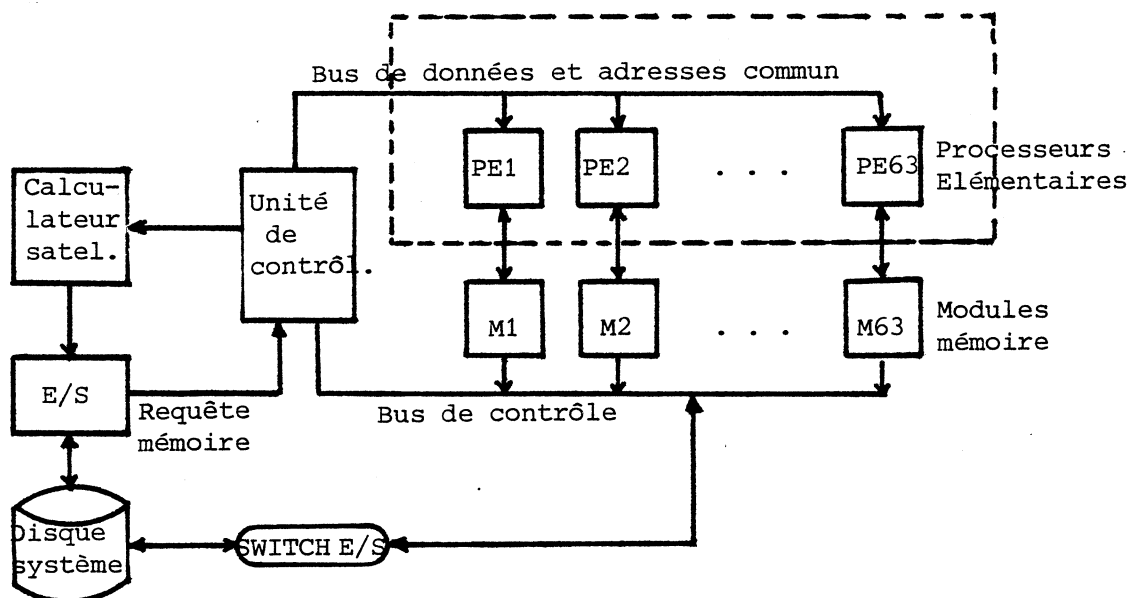 Bus de données et adresses commun
PE1
PE2
. . .
PE63
Processeurs
Elémentaires
Calcu-
lateur
satel.
Unité
de
contrôl.
M1
M2
. . .
M63
Modules
mémoire
E/S
Requête
mémoire
Bus de contrôle
Disque
système
SWITCH E/S